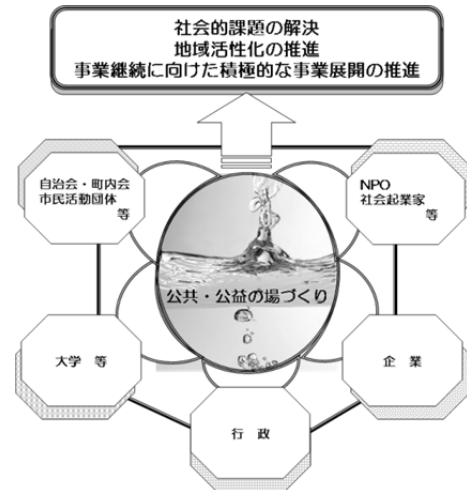 社会的課題の解決
地域活性化の推進
事業継続に向けた積極的な事業展開の推進
自治会・町内会
市民活動団体
等
NPO
社会起業家
等
公共・公益の場づくり
大学 等
企 業
行 政